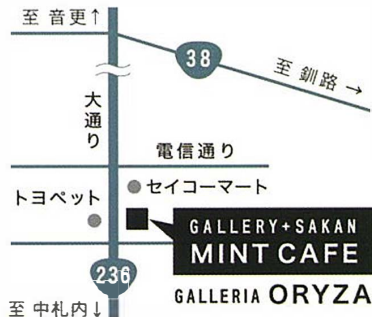 至 音更↑
38
至 釧路 →
大通り
電信通り
セイコーマート
トヨペット
GALLERY+SAKAN
MINT CAFE
236
GALLERIA ORYZA
至 中札内↓